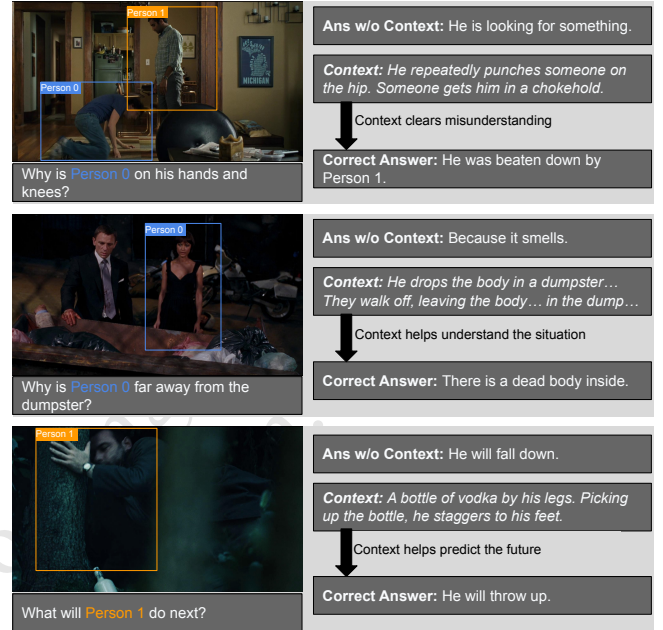 Person 1
Person 0
MICHIGAN
Why is Person 0 on his hands and
knees?
Ans w/o Context: He is looking for something.
Context: He repeatedly punches someone on
the hip. Someone gets him in a chokehold.
Context clears misunderstanding
Correct Answer: He was beaten down by
Person 1.
Person 0
Why is Person 0 far away from the
dumpster?
Ans w/o Context: Because it smells.
Context: He drops the body in a dumpster…
They walk off, leaving the body… in the dump…
Context helps understand the situation
Correct Answer: There is a dead body inside.
Person 1
What will Person 1 do next?
Ans w/o Context: He will fall down.
Context: A bottle of vodka by his legs. Picking
up the bottle, he staggers to his feet.
Context helps predict the future
Correct Answer: He will throw up.